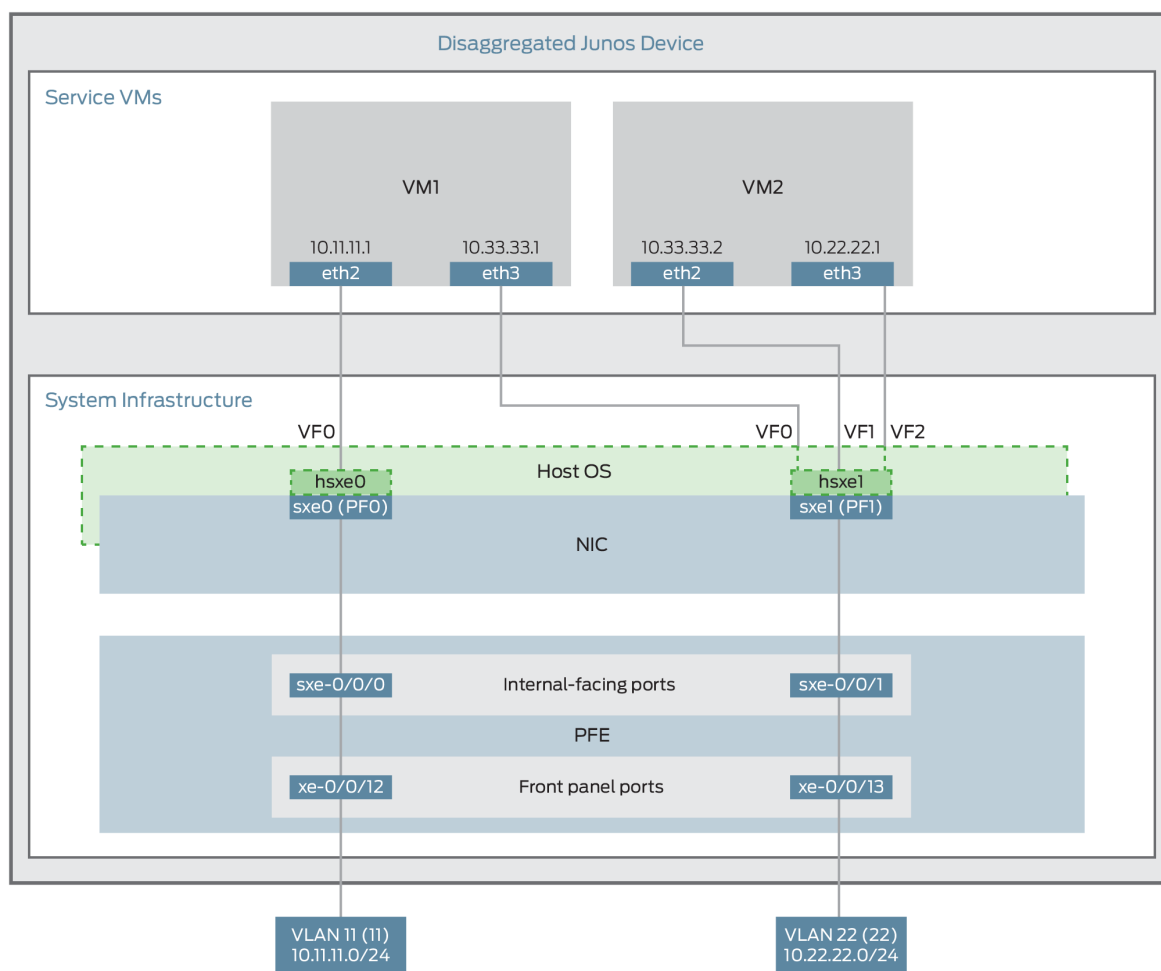 Disaggregated Junos Device
Service VMs
VM1
VM2
10.11.11.1
10.33.33.1
10.33.33.2
10.22.22.1
eth2
eth3
eth2
eth3
System Infrastructure
VF0
VF0
VF1
VF2
Host OS
hsxe0
hsxe1
sxe0 (PF0)
sxe1 (PF1)
NIC
sxe-0/0/0
Internal-facing ports
sxe-0/0/1
PFE
xe-0/0/12
Front panel ports
xe-0/0/13
VLAN 11 (11)
10.11.11.0/24
VLAN 22 (22)
10.22.22.0/24